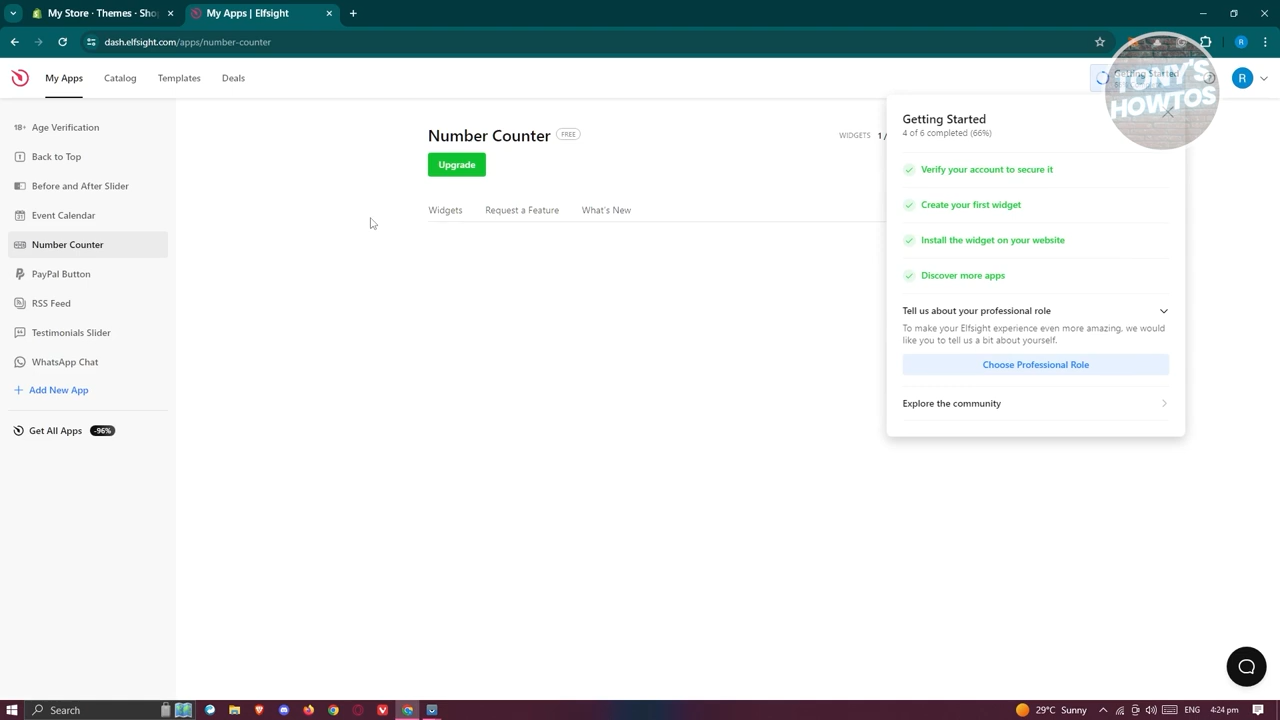 My Store · Themes · Sho
My Apps | Elfsight
dash.elfsight.com/apps/number-counter
R
My Apps
Catalog
Templates
Deals
Getting Started
R
TONY'S
HOWTOS
18+ Age Verification
Back to Top
Before and After Slider
Event Calendar
Number Counter
PayPal Button
RSS Feed
Testimonials Slider
WhatsApp Chat
+ Add New App
Get All Apps -96%
Number Counter FREE
WIDGETS 1 /
Upgrade
Widgets
Request a Feature
What's New
Getting Started
4 of 6 completed (66%)
Verify your account to secure it
Create your first widget
Install the widget on your website
Discover more apps
Tell us about your professional role
To make your Elfsight experience even more amazing, we would
like you to tell us a bit about yourself.
Choose Professional Role
Explore the community
Search
29°C Sunny
ENG
4:24 pm